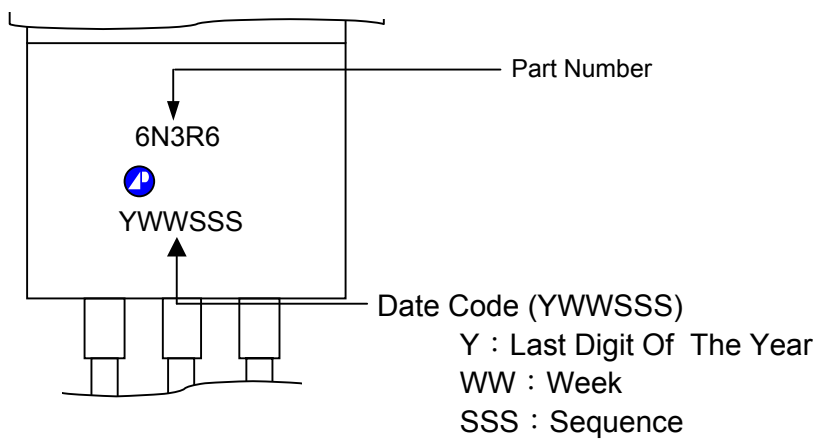 Part Number
6N3R6
YWWSSS
Date Code (YWWSSS)
Y：Last Digit Of The Year
WW：Week
SSS：Sequence